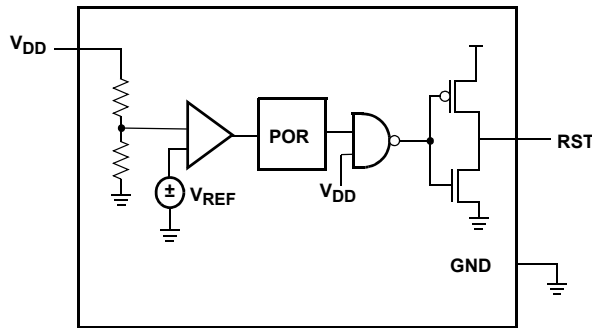 VDD
POR
RST
VREF
VDD
GND